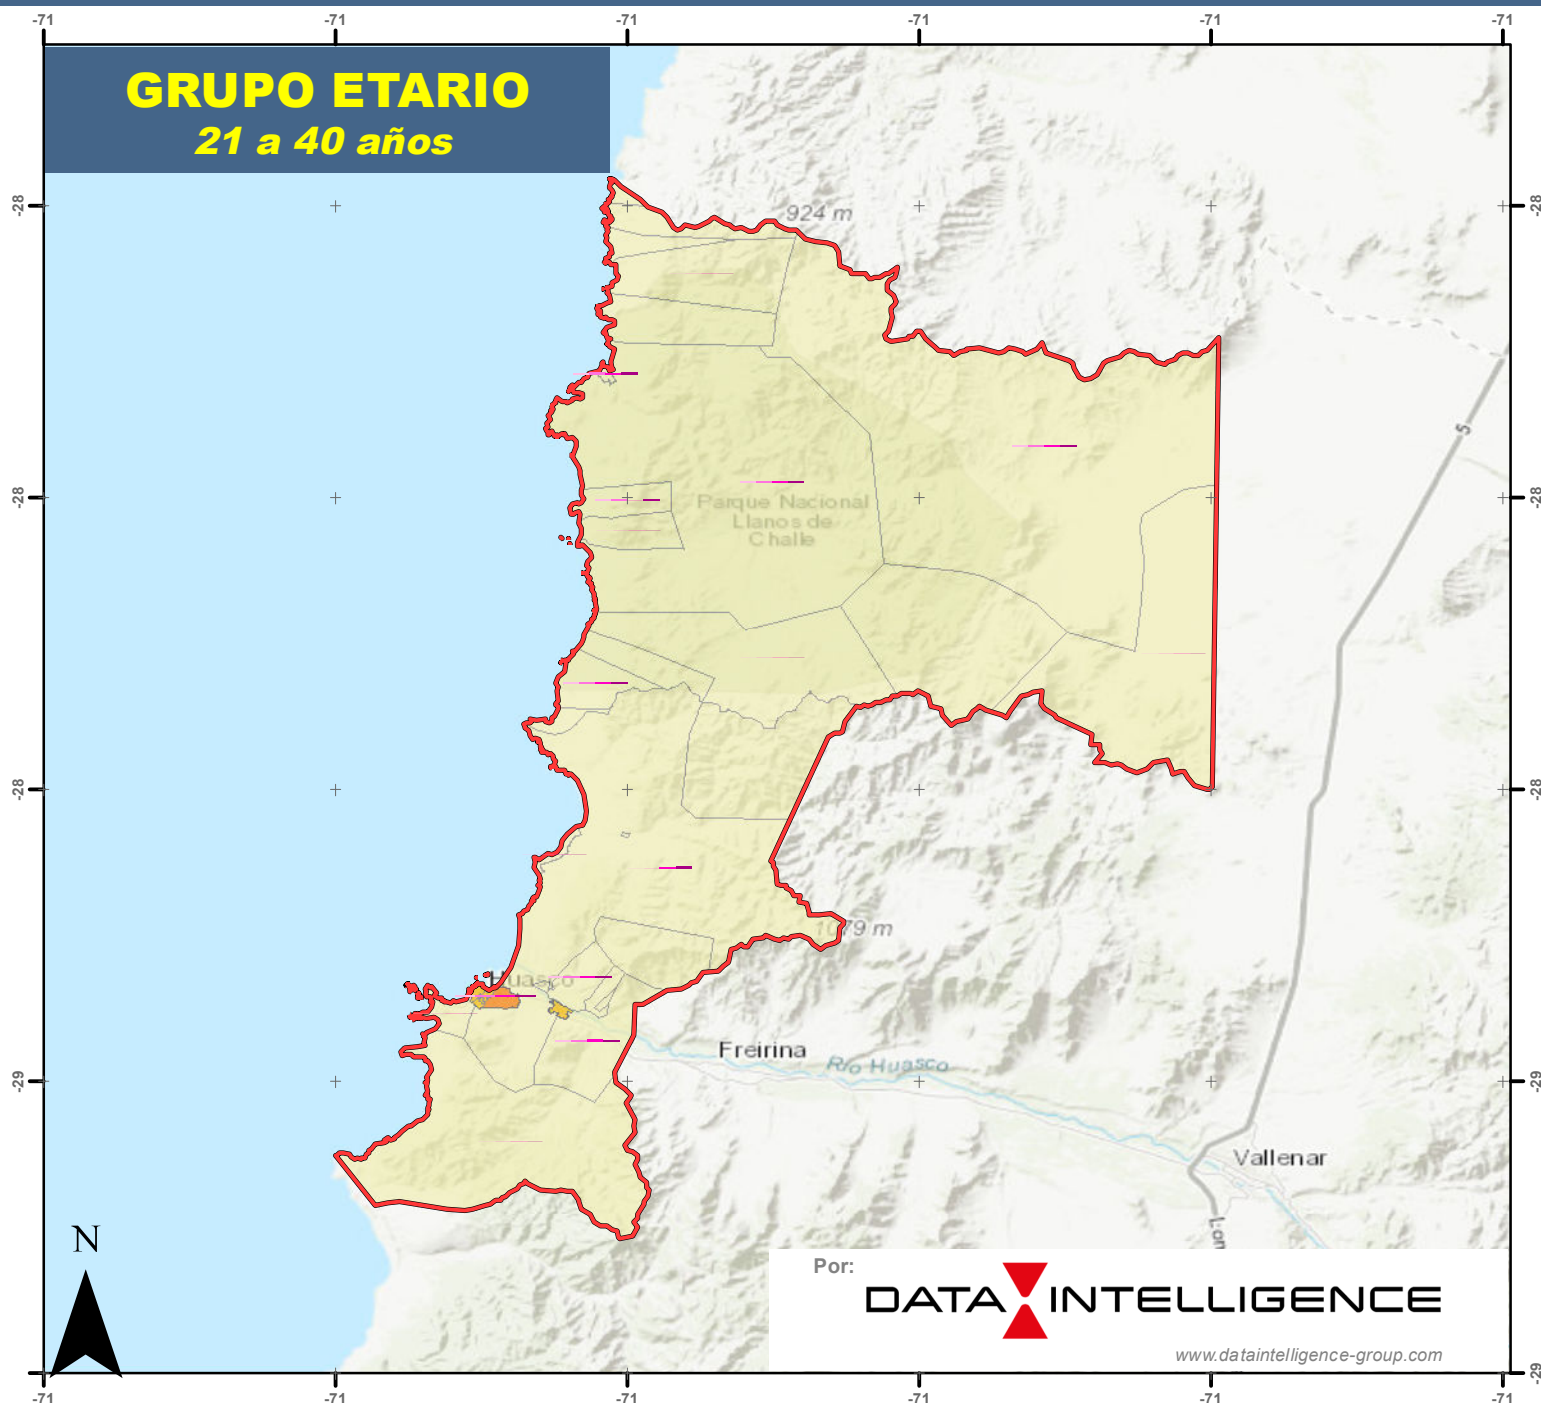 -71 -71 -71 -71 -71 -71
GRUPO ETARIO
21 a 40 años
-28 -28
924 m
5
-28 -28
Parque Nacional
Llanos de
Challe
-28 -28
1079 m
Huasco
Freirina
Río Huasco
-29 -29
Vallenar
Lon
N
Por:
DATA INTELLIGENCE
www.dataintelligence-group.com
-29
-71 -71 -71 -71 -71 -71